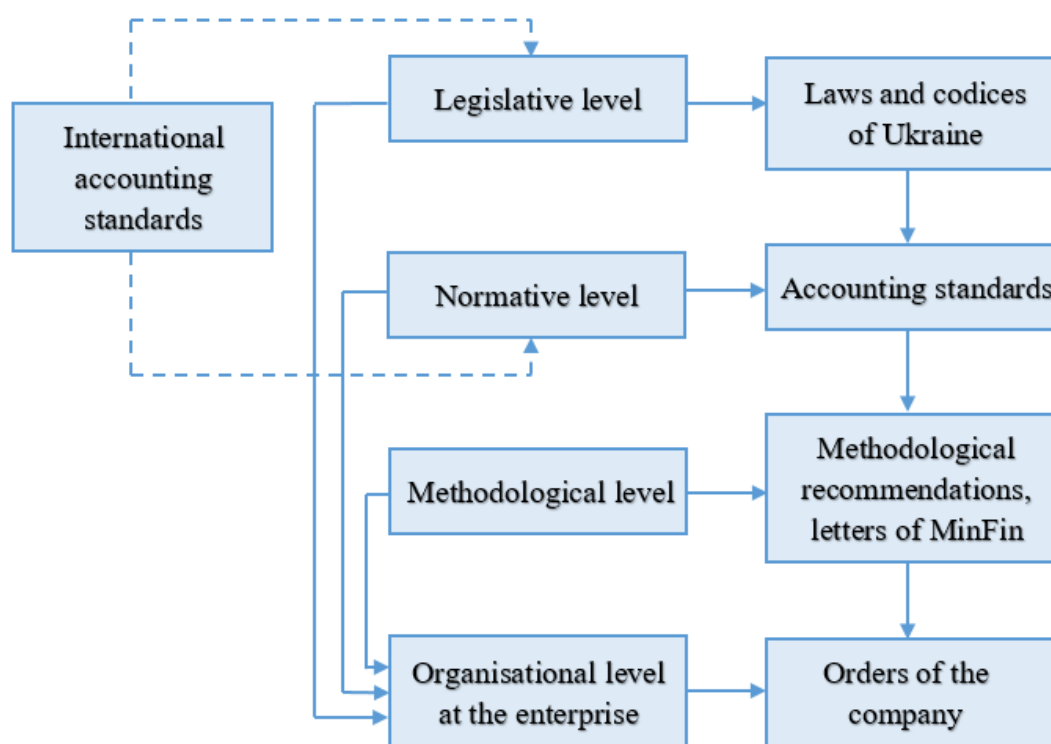 International
accounting
standards
Legislative level
Laws and codices
of Ukraine
Normative level
Accounting standards
Methodological level
Methodological
recommendations,
letters of MinFin
Organisational level
at the enterprise
Orders of the
company